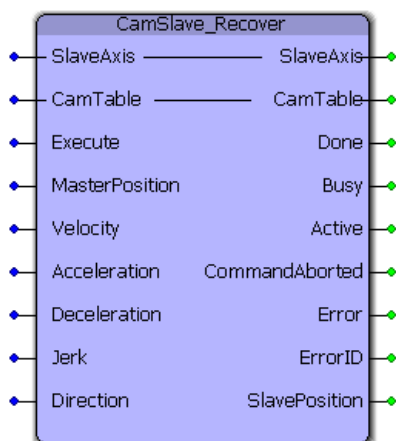 CamSlave_Recover
SlaveAxis SlaveAxis
CamTable CamTable
Execute Done
MasterPosition Busy
Velocity Active
Acceleration CommandAborted
Deceleration Error
Jerk ErrorID
Direction SlavePosition